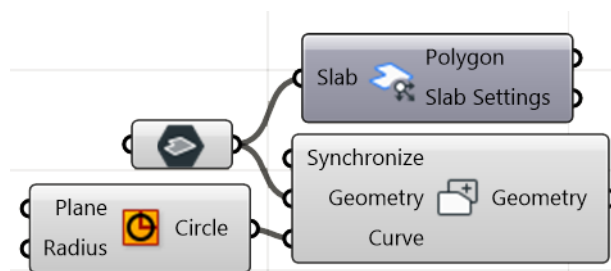 Slab
Polygon
Slab Settings
Synchronize
Geometry
Geometry
Curve
Plane
Radius
Circle